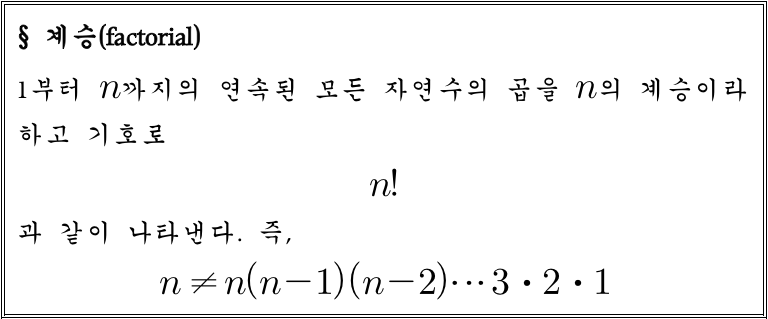 § 계승(factorial)
1부터 n까지의 연속된 모든 자연수의 곱을 n의 계승이라
하고 기호로
n!
과 같이 나타낸다. 즉,
n ≠ n(n−1)(n−2)⋯3・2・1